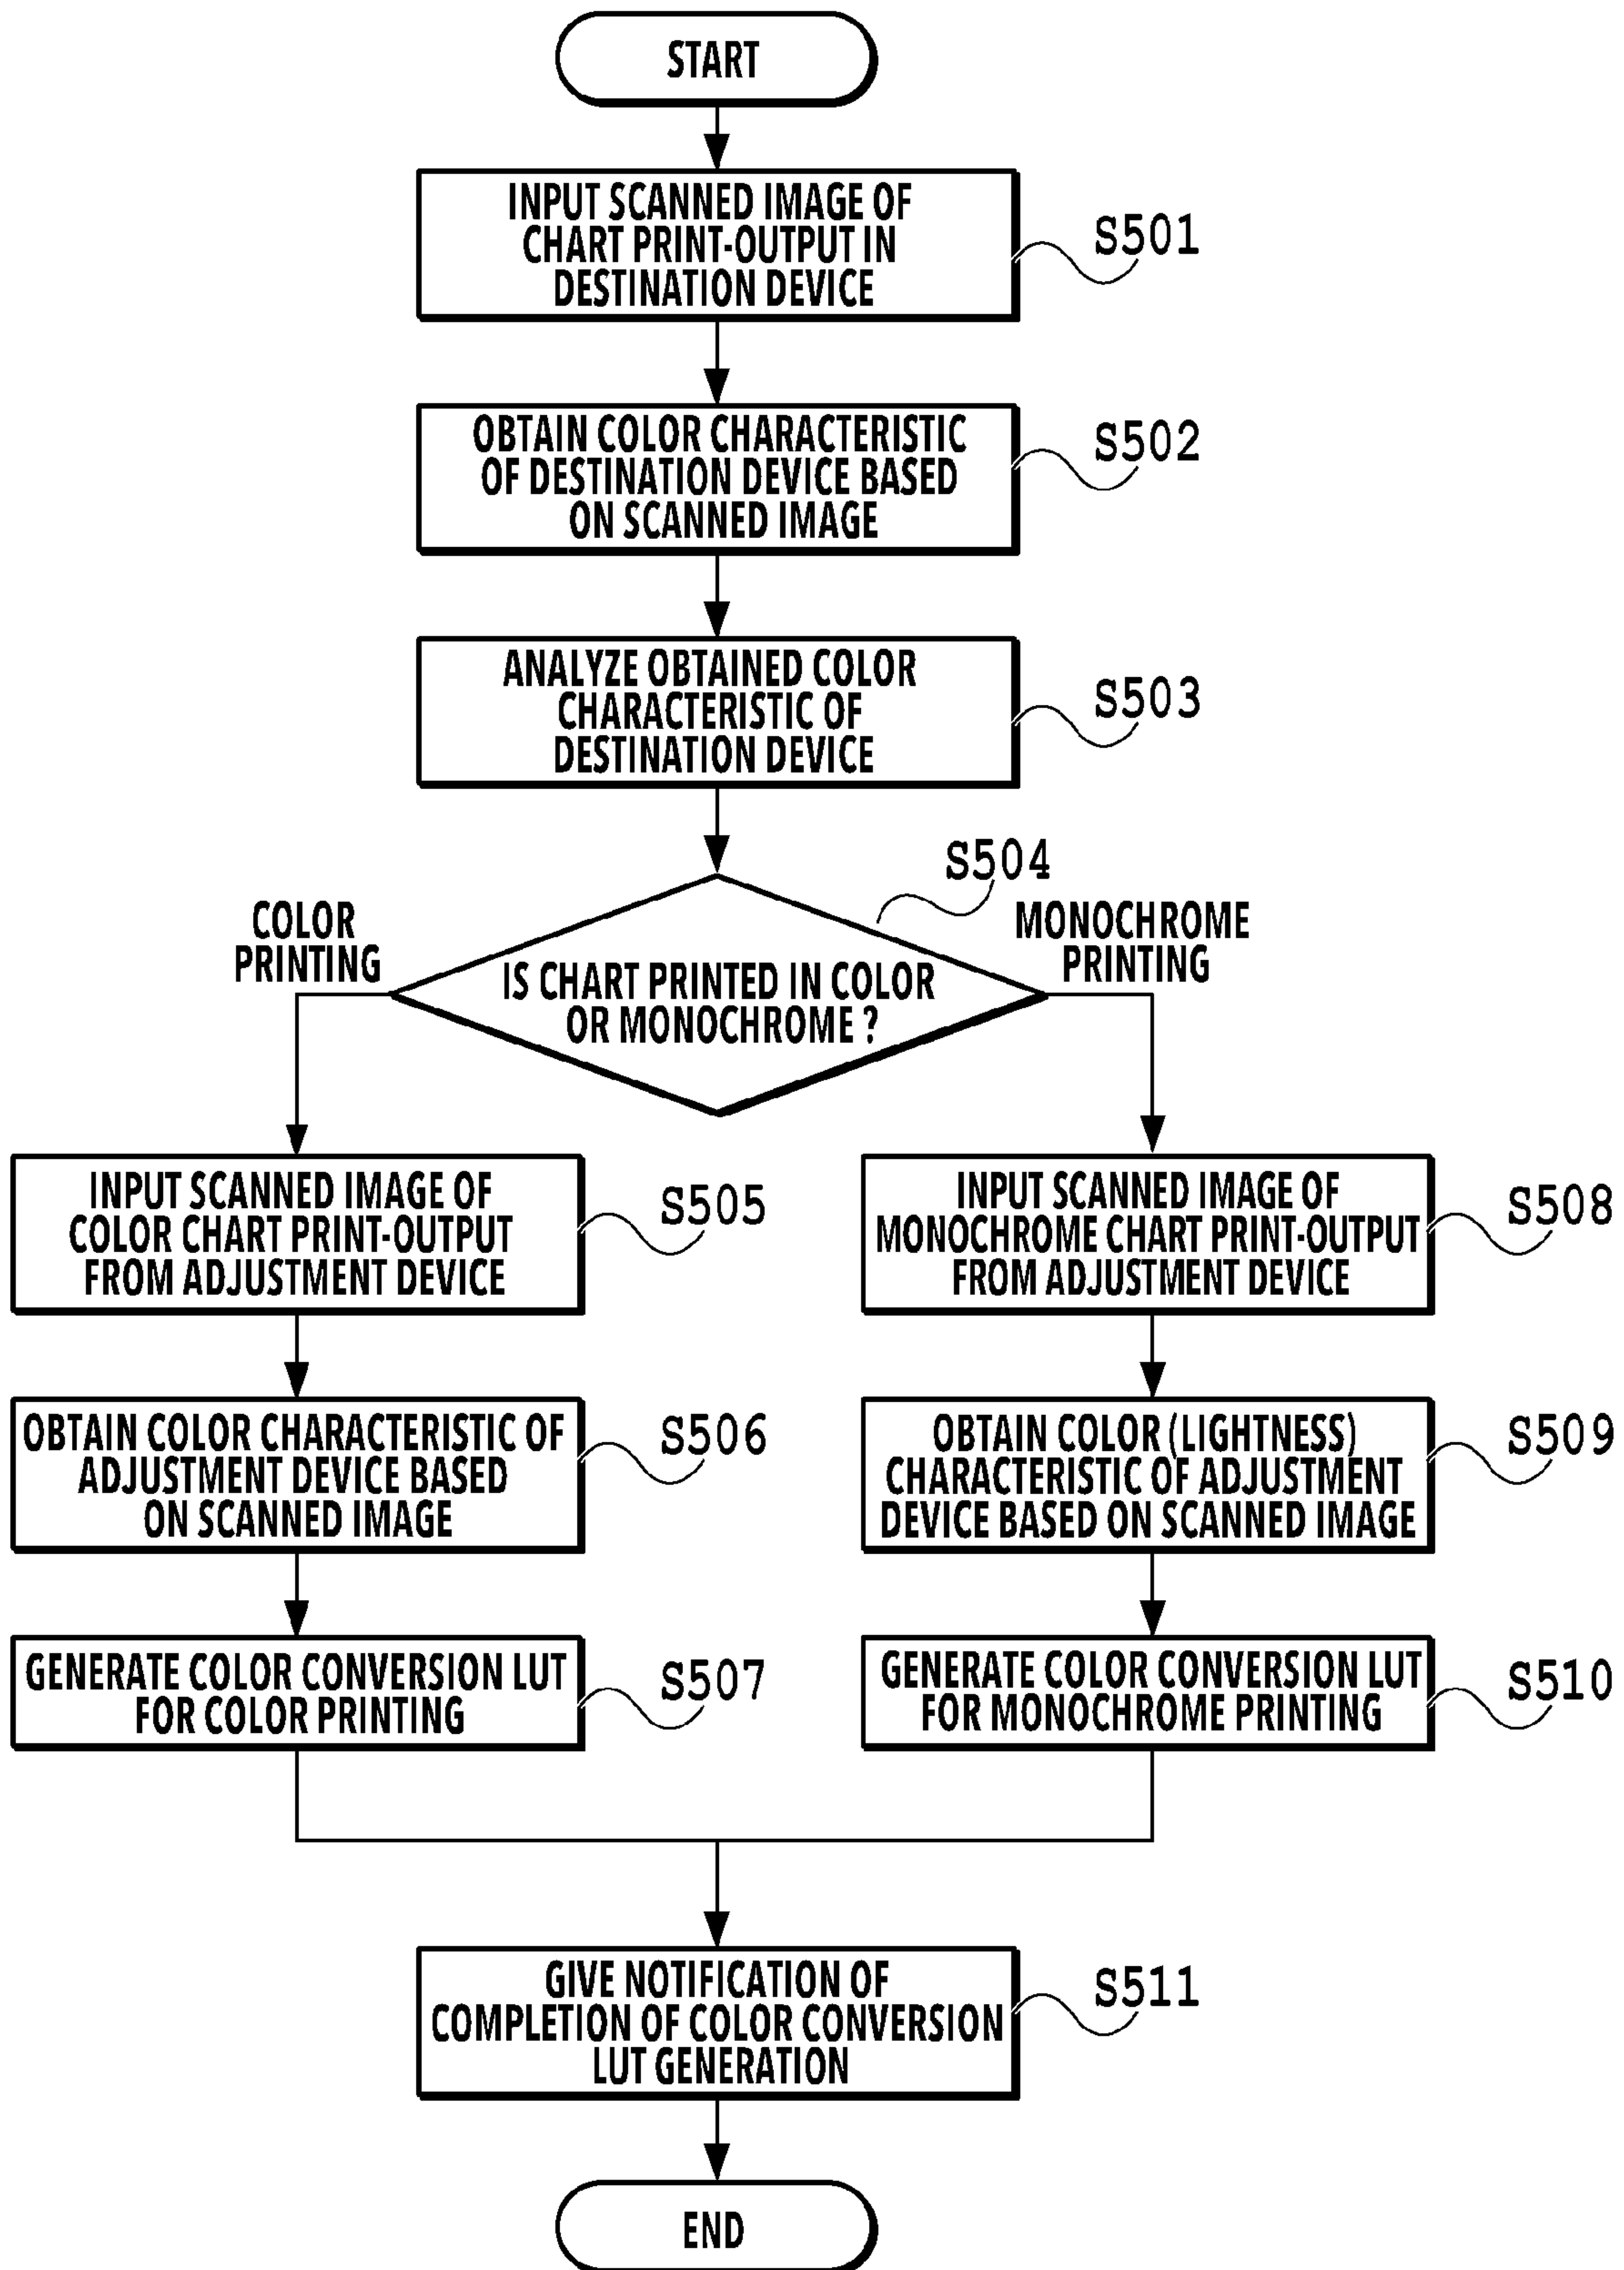 START
INPUT SCANNED IMAGE OF
CHART PRINT-OUTPUT IN
DESTINATION DEVICE
S501
OBTAIN COLOR CHARACTERISTIC
OF DESTINATION DEVICE BASED
ON SCANNED IMAGE
S502
ANALYZE OBTAINED COLOR
CHARACTERISTIC OF
DESTINATION DEVICE
S503
S504
COLOR
PRINTING
MONOCHROME
PRINTING
IS CHART PRINTED IN COLOR
OR MONOCHROME ?
INPUT SCANNED IMAGE OF
COLOR CHART PRINT-OUTPUT
FROM ADJUSTMENT DEVICE
S505
INPUT SCANNED IMAGE OF
MONOCHROME CHART PRINT-OUTPUT
FROM ADJUSTMENT DEVICE
S508
OBTAIN COLOR CHARACTERISTIC OF
ADJUSTMENT DEVICE BASED
ON SCANNED IMAGE
S506
OBTAIN COLOR (LIGHTNESS)
CHARACTERISTIC OF ADJUSTMENT
DEVICE BASED ON SCANNED IMAGE
S509
GENERATE COLOR CONVERSION LUT
FOR COLOR PRINTING
S507
GENERATE COLOR CONVERSION LUT
FOR MONOCHROME PRINTING
S510
GIVE NOTIFICATION OF
COMPLETION OF COLOR CONVERSION
LUT GENERATION
S511
END